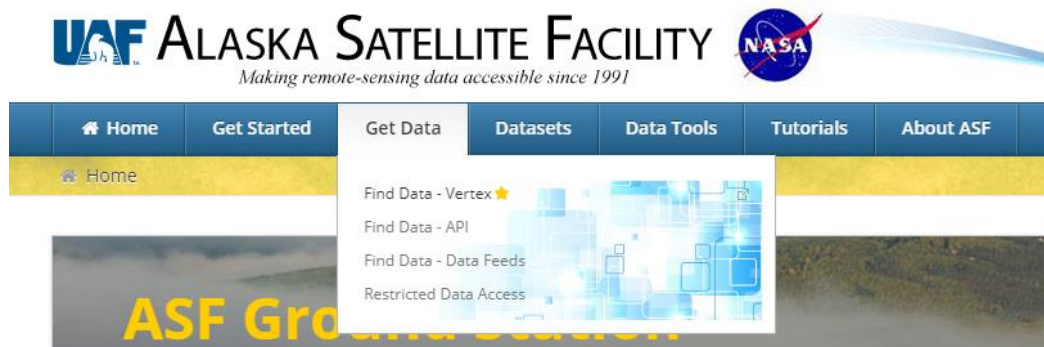 UAF ALASKA SATELLITE FACILITY NASA
Making remote-sensing data accessible since 1991
Home Get Started Get Data Datasets Data Tools Tutorials About ASF
Home
Find Data - Vertex
Find Data - API
Find Data - Data Feeds
Restricted Data Access
ASF Ground Station